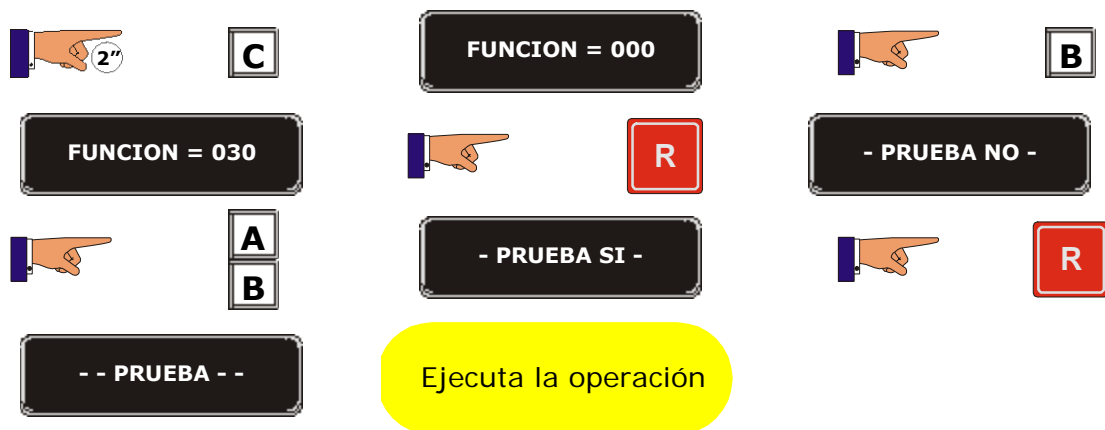 2”
C
FUNCION = 000
B
FUNCION = 030
R
- PRUEBA NO -
A
B
- PRUEBA SI -
R
- - PRUEBA - -
Ejecuta la operación